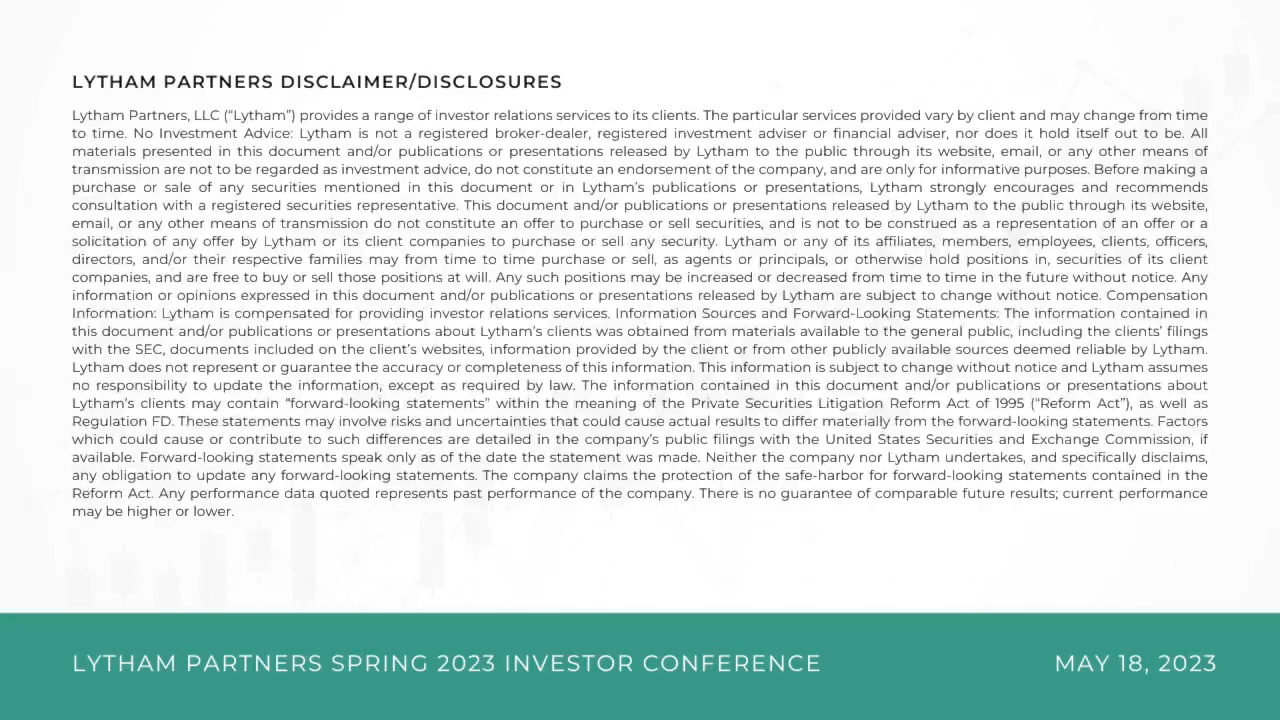 LYTHAM PARTNERS DISCLAIMER/DISCLOSURES
Lytham Partners, LLC (“Lytham”) provides a range of investor relations services to its clients. The particular services provided vary by client and may change from time
to time. No Investment Advice: Lytham is not a registered broker-dealer, registered investment adviser or financial adviser, nor does it hold itself out to be. All
materials presented in this document and/or publications or presentations released by Lytham to the public through its website, email, or any other means of
transmission are not to be regarded as investment advice, do not constitute an endorsement of the company, and are only for informative purposes. Before making a
purchase or sale of any securities mentioned in this document or in Lytham’s publications or presentations, Lytham strongly encourages and recommends
consultation with a registered securities representative. This document and/or publications or presentations released by Lytham to the public through its website,
email, or any other means of transmission do not constitute an offer to purchase or sell securities, and is not to be construed as a representation of an offer or a
solicitation of any offer by Lytham or its client companies to purchase or sell any security. Lytham or any of its affiliates, members, employees, clients, officers,
directors, and/or their respective families may from time to time purchase or sell, as agents or principals, or otherwise hold positions in, securities of its client
companies, and are free to buy or sell those positions at will. Any such positions may be increased or decreased from time to time in the future without notice. Any
information or opinions expressed in this document and/or publications or presentations released by Lytham are subject to change without notice. Compensation
Information: Lytham is compensated for providing investor relations services. Information Sources and Forward-Looking Statements: The information contained in
this document and/or publications or presentations about Lytham’s clients was obtained from materials available to the general public, including the clients’ filings
with the SEC, documents included on the client’s websites, information provided by the client or from other publicly available sources deemed reliable by Lytham.
Lytham does not represent or guarantee the accuracy or completeness of this information. This information is subject to change without notice and Lytham assumes
no responsibility to update the information, except as required by law. The information contained in this document and/or publications or presentations about
Lytham’s clients may contain “forward-looking statements” within the meaning of the Private Securities Litigation Reform Act of 1995 (“Reform Act”), as well as
Regulation FD. These statements may involve risks and uncertainties that could cause actual results to differ materially from the forward-looking statements. Factors
which could cause or contribute to such differences are detailed in the company’s public filings with the United States Securities and Exchange Commission, if
available. Forward-looking statements speak only as of the date the statement was made. Neither the company nor Lytham undertakes, and specifically disclaims,
any obligation to update any forward-looking statements. The company claims the protection of the safe-harbor for forward-looking statements contained in the
Reform Act. Any performance data quoted represents past performance of the company. There is no guarantee of comparable future results; current performance
may be higher or lower.
LYTHAM PARTNERS SPRING 2023 INVESTOR CONFERENCE
MAY 18, 2023